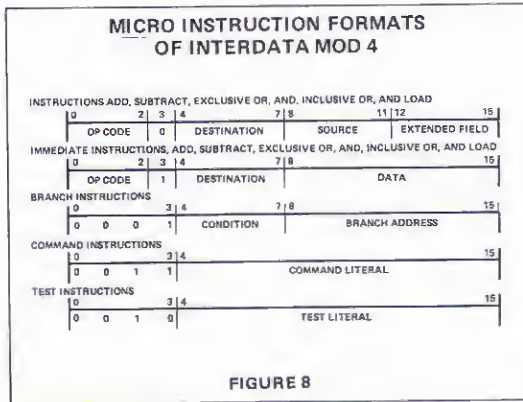 MICRO INSTRUCTION FORMATS
OF INTERDATA MOD 4
INSTRUCTIONS ADD, SUBTRACT, EXCLUSIVE OR, AND, INCLUSIVE OR, AND LOAD
0 2 3 4 7 8 11 12 15
OP CODE 0 DESTINATION SOURCE EXTENDED FIELD
IMMEDIATE INSTRUCTIONS, ADD, SUBTRACT, EXCLUSIVE OR, AND, INCLUSIVE OR, AND LOAD
0 2 3 4 7 8 15
OP CODE 1 DESTINATION DATA
BRANCH INSTRUCTIONS
0 3 4 7 8 15
0 0 0 1 CONDITION BRANCH ADDRESS
COMMAND INSTRUCTIONS
0 3 4 15
0 0 1 1 COMMAND LITERAL
TEST INSTRUCTIONS
0 3 4 15
0 0 1 0 TEST LITERAL
FIGURE 8